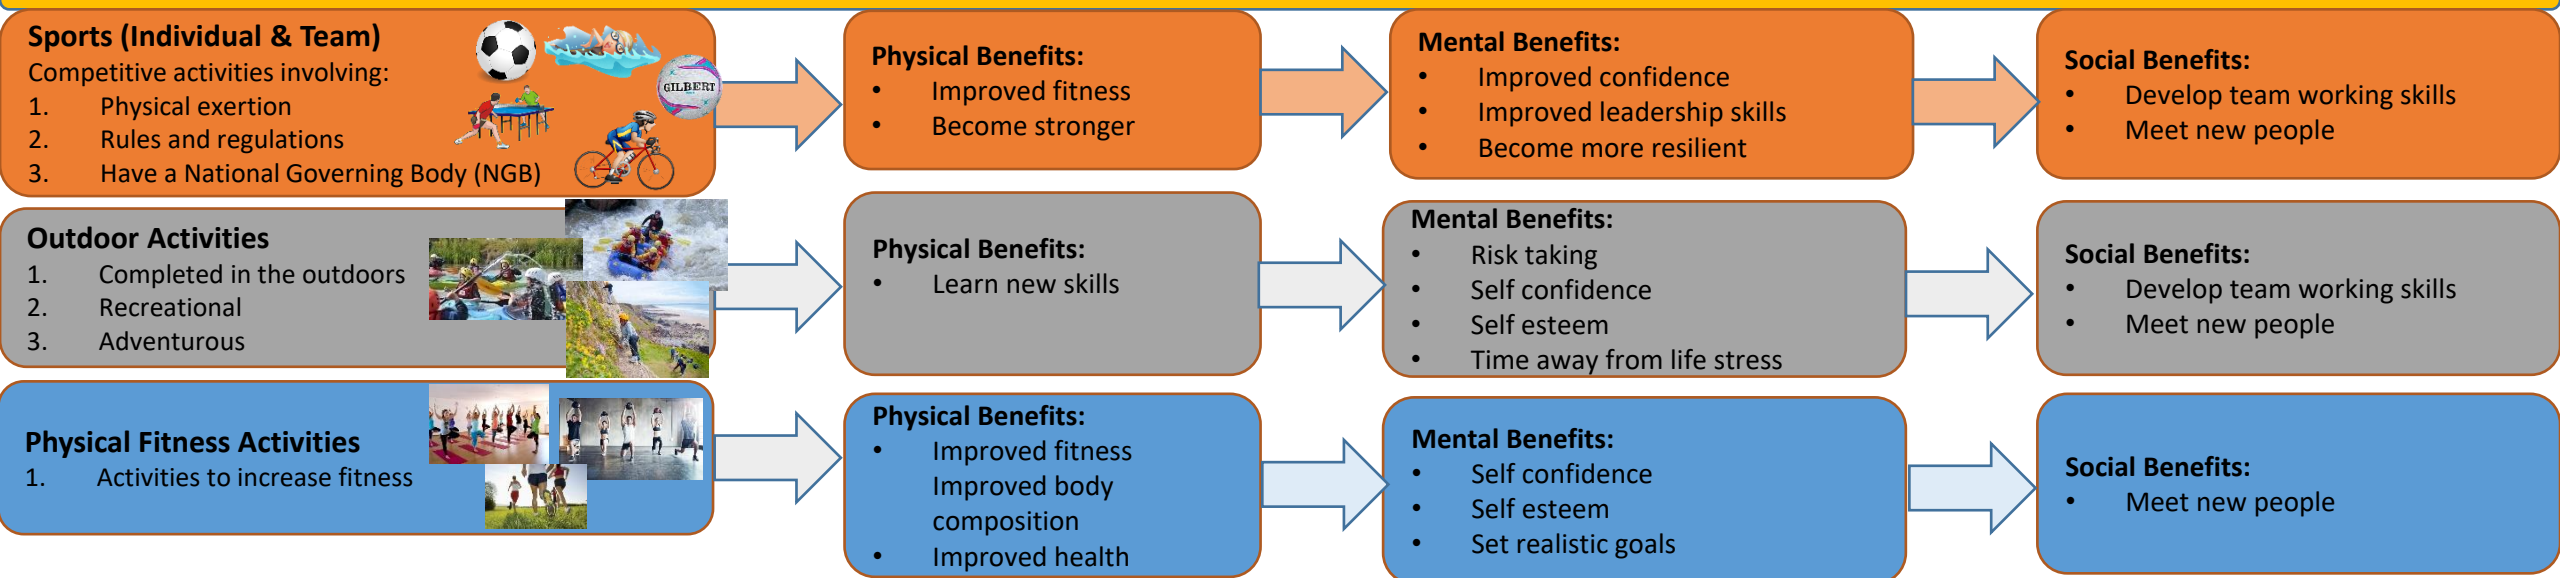 Sports (Individual & Team)
Competitive activities involving:
1. Physical exertion
2. Rules and regulations
3. Have a National Governing Body (NGB)
GILBERT
Physical Benefits:
• Improved fitness
• Become stronger
Mental Benefits:
• Improved confidence
• Improved leadership skills
• Become more resilient
Social Benefits:
• Develop team working skills
• Meet new people
Outdoor Activities
1. Completed in the outdoors
2. Recreational
3. Adventurous
Physical Benefits:
• Learn new skills
Mental Benefits:
• Risk taking
• Self confidence
• Self esteem
• Time away from life stress
Social Benefits:
• Develop team working skills
• Meet new people
Physical Fitness Activities
1. Activities to increase fitness
Physical Benefits:
• Improved fitness
Improved body
composition
• Improved health
Mental Benefits:
• Self confidence
• Self esteem
• Set realistic goals
Social Benefits:
• Meet new people